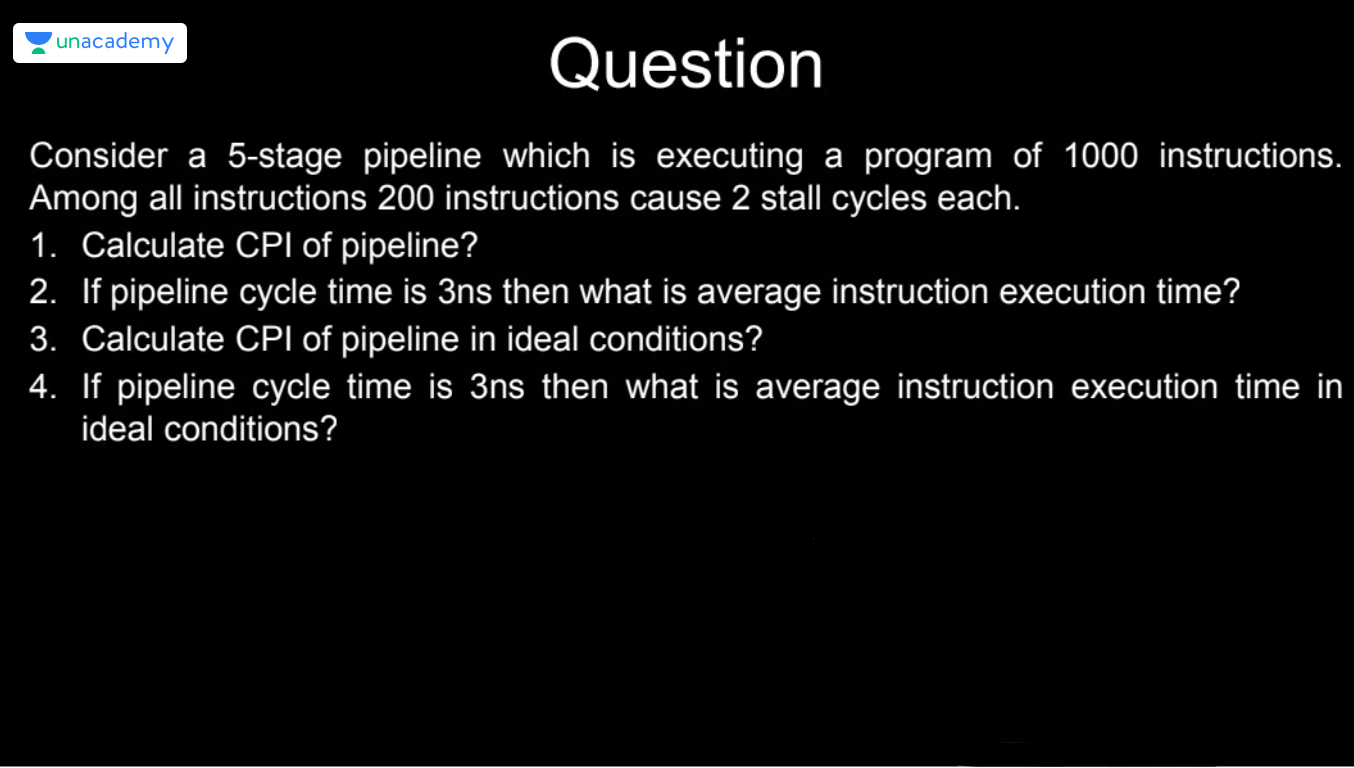 unacademy
Question
Consider a 5-stage pipeline which is executing a program of 1000 instructions.
Among all instructions 200 instructions cause 2 stall cycles each.
1. Calculate CPI of pipeline?
2. If pipeline cycle time is 3ns then what is average instruction execution time?
3. Calculate CPI of pipeline in ideal conditions?
4. If pipeline cycle time is 3ns then what is average instruction execution time in
ideal conditions?